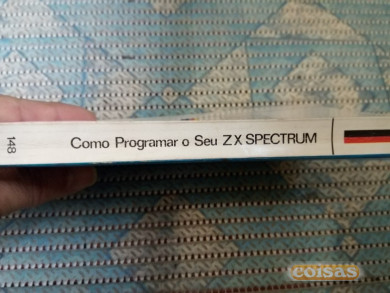 148
Como Programar o Seu ZX SPECTRUM
coisas